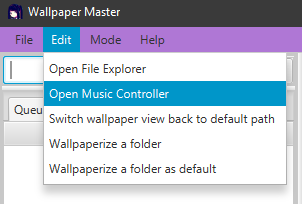 Wallpaper Master
File Edit Mode Help
Open File Explorer
Open Music Controller
Switch wallpaper view back to default path
Wallpaperize a folder
Wallpaperize a folder as default
Queu